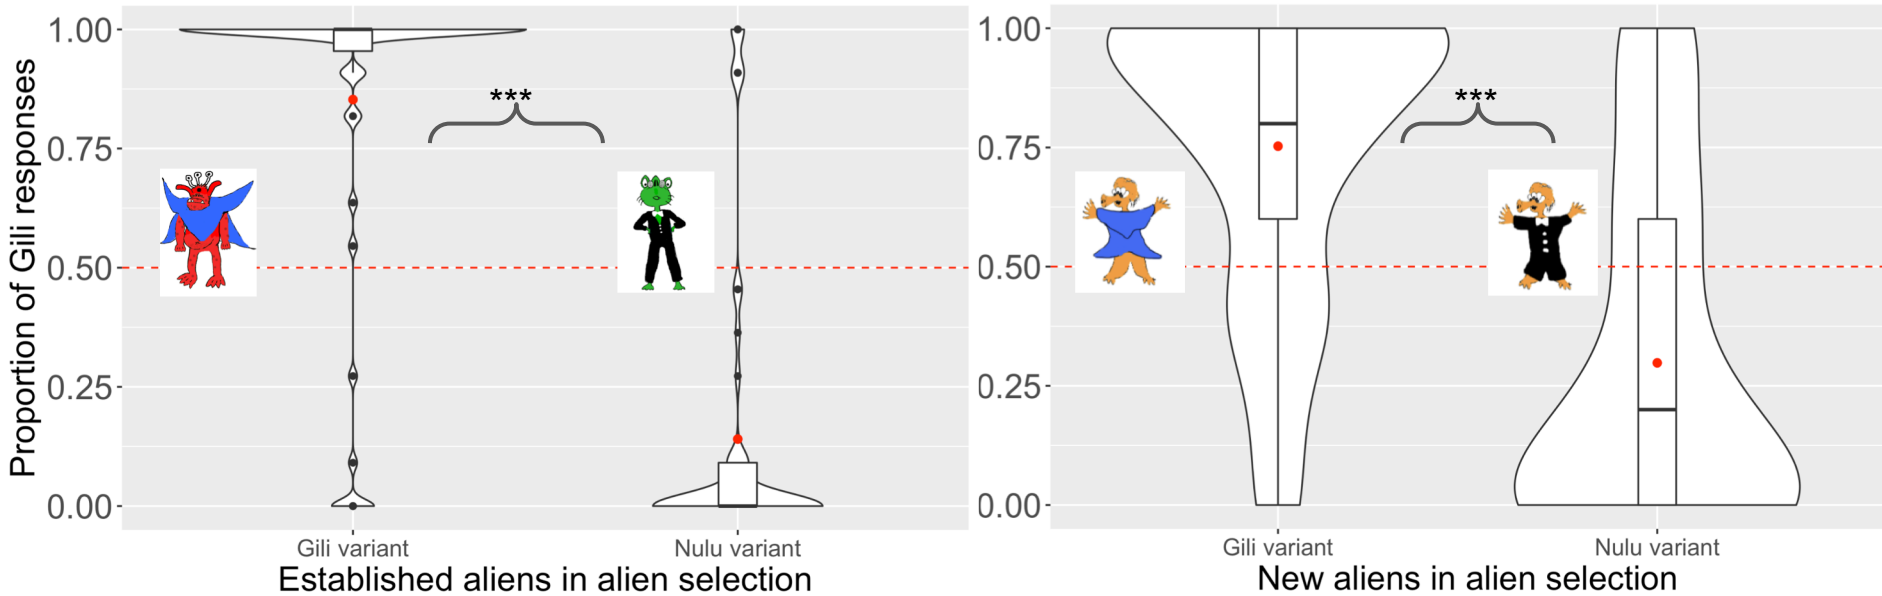 Proportion of Gili responses
1.00
0.75
0.50
0.25
0.00
***
Gili variant
Nulu variant
Established aliens in alien selection
1.00
0.75
0.50
0.25
0.00
***
Gili variant
Nulu variant
New aliens in alien selection